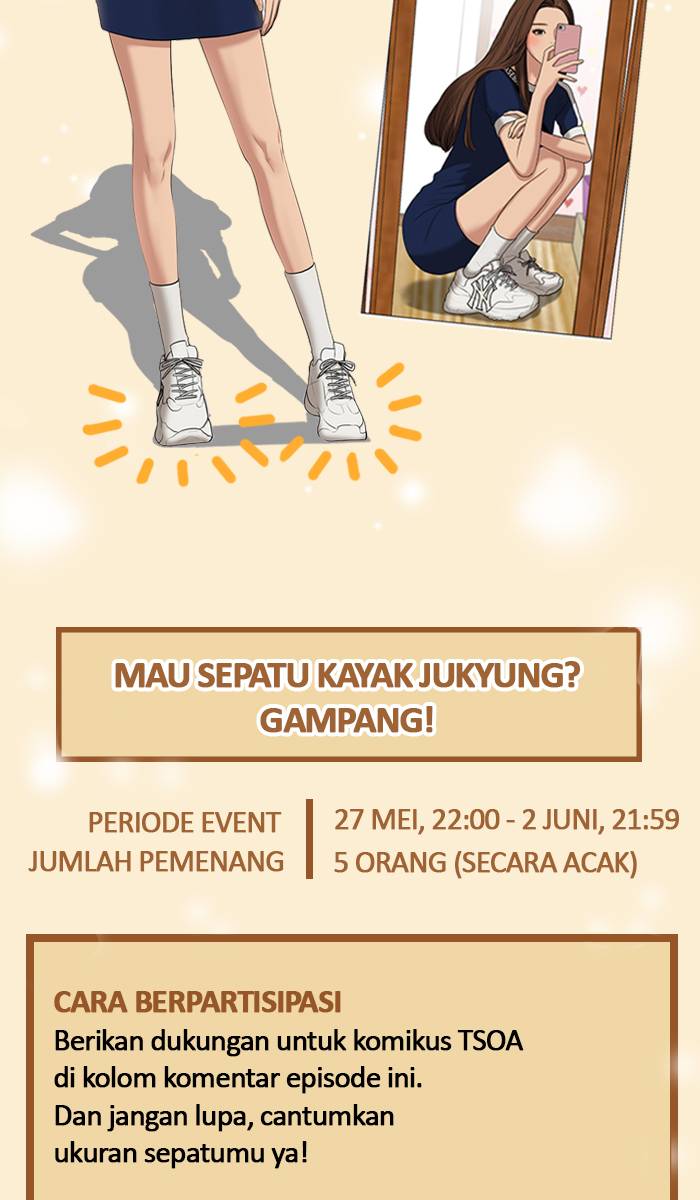 NY
MAU SEPATU KAYAK JUKYUNG?
GAMPANG!
PERIODE EVENT
27 MEI, 22:00 - 2 JUNI, 21:59
JUMLAH PEMENANG
5 ORANG (SECARA ACAK)
CARA BERPARTISIPASI
Berikan dukungan untuk komikus TSOA
di kolom komentar episode ini.
Dan jangan lupa, cantumkan
ukuran sepatumu ya!